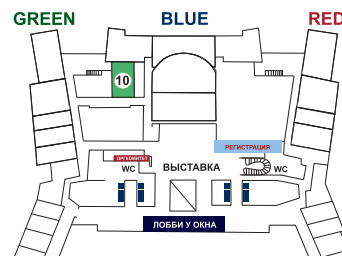 GREEN BLUE RED
10
РЕГИСТРАЦИЯ
ОРГКОМИТЕТ
ВЫСТАВКА
WC WC
ЛОББИ У ОКНА